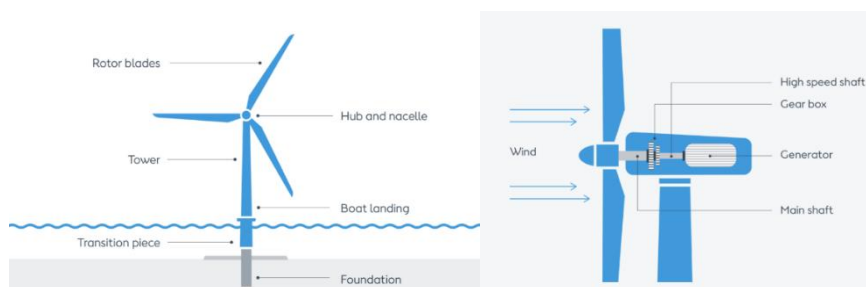 Rotor blades
Hub and nacelle
Tower
Boat landing
Transition piece
Foundation
High speed shaft
Gear box
Wind
Generator
Main shaft